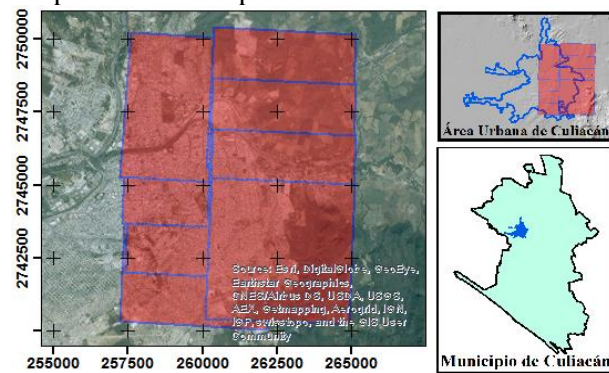 2750000
2747500
2745000
2742500
255000
257500
260000
262500
265000
Source: Esri, DigitalGlobe, GeoEye,
Earthstar Geographics,
CNES/Airbus DS, USDA, USGS,
AEX, Getmapping, Aerogrid, IGN,
IGP, swisstopo, and the GIS User
Community
Área Urbana de Culiacán
Municipio de Culiacán